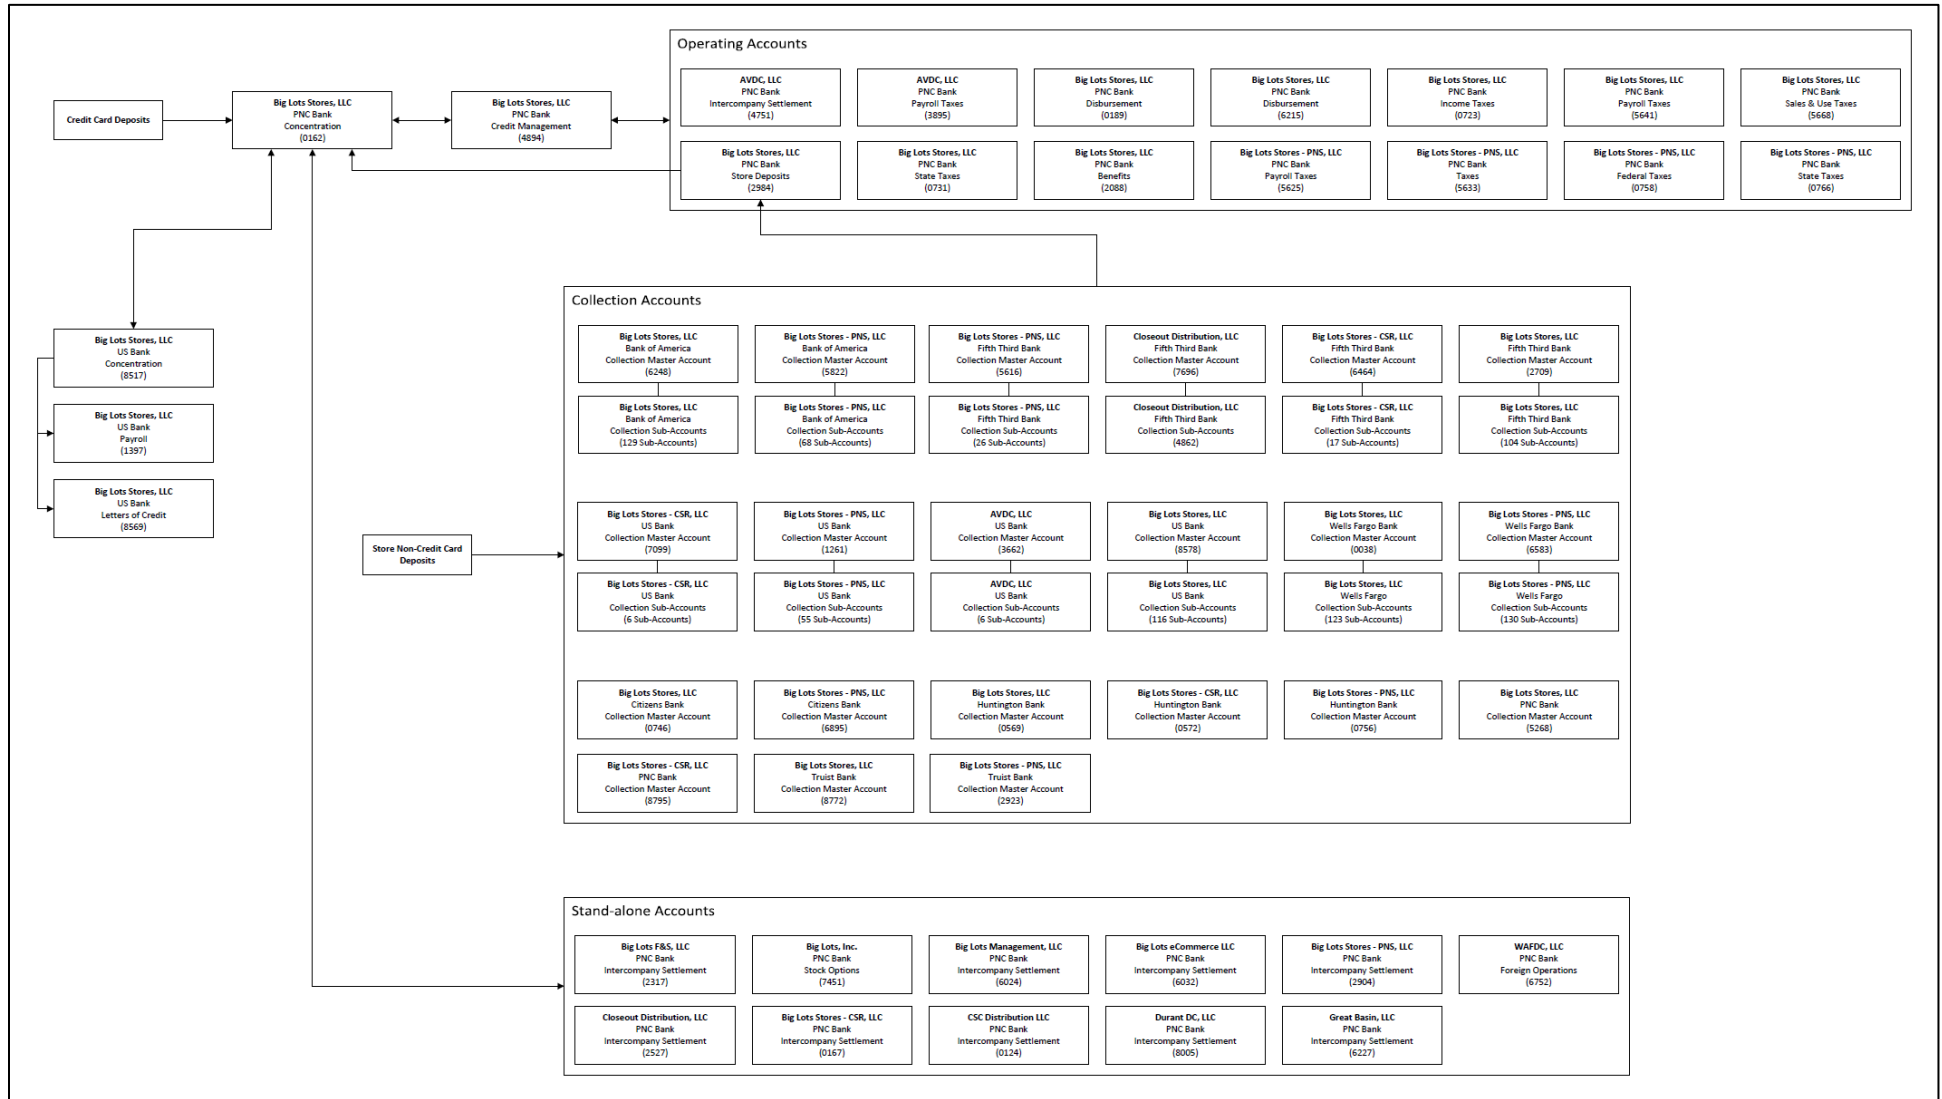 Operating Accounts
Credit Card Deposits
Big Lots Stores, LLC
PNC Bank
Concentration
(0162)
Big Lots Stores, LLC
PNC Bank
Credit Management
(4894)
AVDC, LLC
PNC Bank
Intercompany Settlement
(4751)
AVDC, LLC
PNC Bank
Payroll Taxes
(3895)
Big Lots Stores, LLC
PNC Bank
Disbursement
(0189)
Big Lots Stores, LLC
PNC Bank
Disbursement
(6215)
Big Lots Stores, LLC
PNC Bank
Income Taxes
(0723)
Big Lots Stores, LLC
PNC Bank
Payroll Taxes
(5641)
Big Lots Stores, LLC
PNC Bank
Sales & Use Taxes
(5668)
Big Lots Stores, LLC
PNC Bank
Store Deposits
(2984)
Big Lots Stores, LLC
PNC Bank
State Taxes
(0731)
Big Lots Stores, LLC
PNC Bank
Benefits
(2088)
Big Lots Stores - PNS, LLC
PNC Bank
Payroll Taxes
(5625)
Big Lots Stores - PNS, LLC
PNC Bank
Taxes
(5633)
Big Lots Stores - PNS, LLC
PNC Bank
Federal Taxes
(0758)
Big Lots Stores - PNS, LLC
PNC Bank
State Taxes
(0766)
Big Lots Stores, LLC
US Bank
Concentration
(8517)
Big Lots Stores, LLC
US Bank
Payroll
(1397)
Big Lots Stores, LLC
US Bank
Letters of Credit
(8569)
Store Non-Credit Card
Deposits
Collection Accounts
Big Lots Stores, LLC
Bank of America
Collection Master Account
(6248)
Big Lots Stores - PNS, LLC
Bank of America
Collection Master Account
(5822)
Big Lots Stores - PNS, LLC
Fifth Third Bank
Collection Master Account
(5616)
Closeout Distribution, LLC
Fifth Third Bank
Collection Master Account
(7696)
Big Lots Stores - CSR, LLC
Fifth Third Bank
Collection Master Account
(6464)
Big Lots Stores, LLC
Fifth Third Bank
Collection Master Account
(2709)
Big Lots Stores, LLC
Bank of America
Collection Sub-Accounts
(129 Sub-Accounts)
Big Lots Stores - PNS, LLC
Bank of America
Collection Sub-Accounts
(68 Sub-Accounts)
Big Lots Stores - PNS, LLC
Fifth Third Bank
Collection Sub-Accounts
(26 Sub-Accounts)
Closeout Distribution, LLC
Fifth Third Bank
Collection Sub-Accounts
(4862)
Big Lots Stores - CSR, LLC
Fifth Third Bank
Collection Sub-Accounts
(17 Sub-Accounts)
Big Lots Stores, LLC
Fifth Third Bank
Collection Sub-Accounts
(104 Sub-Accounts)
Big Lots Stores - CSR, LLC
US Bank
Collection Master Account
(7099)
Big Lots Stores - PNS, LLC
US Bank
Collection Master Account
(1261)
AVDC, LLC
US Bank
Collection Master Account
(3662)
Big Lots Stores, LLC
US Bank
Collection Master Account
(8578)
Big Lots Stores, LLC
Wells Fargo Bank
Collection Master Account
(0038)
Big Lots Stores - PNS, LLC
Wells Fargo Bank
Collection Master Account
(6583)
Big Lots Stores - CSR, LLC
US Bank
Collection Sub-Accounts
(6 Sub-Accounts)
Big Lots Stores - PNS, LLC
US Bank
Collection Sub-Accounts
(55 Sub-Accounts)
AVDC, LLC
US Bank
Collection Sub-Accounts
(6 Sub-Accounts)
Big Lots Stores, LLC
US Bank
Collection Sub-Accounts
(116 Sub-Accounts)
Big Lots Stores, LLC
Wells Fargo
Collection Sub-Accounts
(123 Sub-Accounts)
Big Lots Stores - PNS, LLC
Wells Fargo
Collection Sub-Accounts
(130 Sub-Accounts)
Big Lots Stores, LLC
Citizens Bank
Collection Master Account
(0746)
Big Lots Stores - PNS, LLC
Citizens Bank
Collection Master Account
(6895)
Big Lots Stores, LLC
Huntington Bank
Collection Master Account
(0569)
Big Lots Stores - CSR, LLC
Huntington Bank
Collection Master Account
(0572)
Big Lots Stores - PNS, LLC
Huntington Bank
Collection Master Account
(0756)
Big Lots Stores, LLC
PNC Bank
Collection Master Account
(5268)
Big Lots Stores - CSR, LLC
PNC Bank
Collection Master Account
(8795)
Big Lots Stores, LLC
Truist Bank
Collection Master Account
(8772)
Big Lots Stores - PNS, LLC
Truist Bank
Collection Master Account
(2923)
Stand-alone Accounts
Big Lots F&S, LLC
PNC Bank
Intercompany Settlement
(2317)
Big Lots, Inc.
PNC Bank
Stock Options
(7451)
Big Lots Management, LLC
PNC Bank
Intercompany Settlement
(6024)
Big Lots eCommerce LLC
PNC Bank
Intercompany Settlement
(6032)
Big Lots Stores - PNS, LLC
PNC Bank
Intercompany Settlement
(2904)
WAFDC, LLC
PNC Bank
Foreign Operations
(6752)
Closeout Distribution, LLC
PNC Bank
Intercompany Settlement
(2527)
Big Lots Stores - CSR, LLC
PNC Bank
Intercompany Settlement
(0167)
CSC Distribution LLC
PNC Bank
Intercompany Settlement
(0124)
Durant DC, LLC
PNC Bank
Intercompany Settlement
(8005)
Great Basin, LLC
PNC Bank
Intercompany Settlement
(6227)